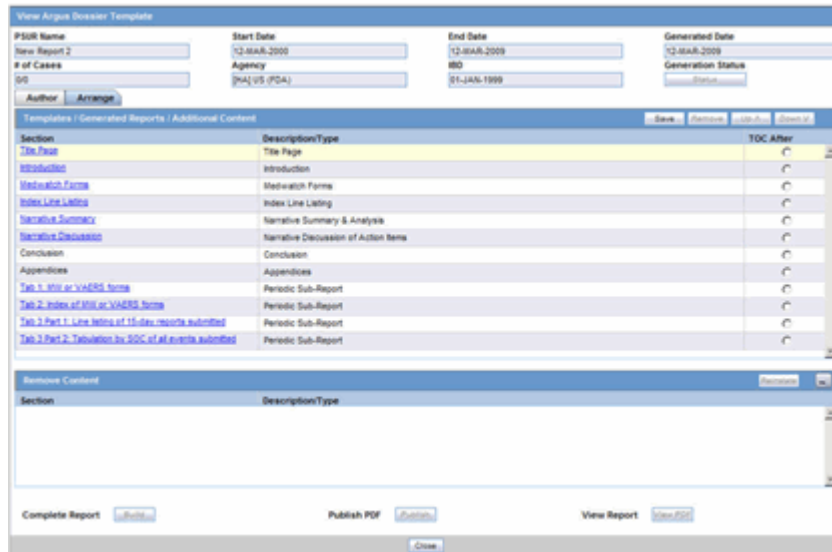 View Argus Dossier Template
PSUR Name Start Date End Date Generated Date
New Report 2 12-MAR-2000 12-MAR-2009 12-MAR-2009
# of Cases Agency IBD Generation Status
0/0 [HA] US (FDA) 01-JAN-1999 Status
Author Arrange
Templates / Generated Reports / Additional Content Save Remove Up Λ Down V
Section Description/Type TOC After
Title Page Title Page
Introduction Introduction
Medwatch Forms Medwatch Forms
Index Line Listing Index Line Listing
Narrative Summary Narrative Summary & Analysis
Narrative Discussion Narrative Discussion of Action Items
Conclusion Conclusion
Appendices Appendices
Tab 1: MW or VAERS forms Periodic Sub-Report
Tab 2: Index of MW or VAERS forms Periodic Sub-Report
Tab 3 Part 1: Line listing of 15-day reports submitted Periodic Sub-Report
Tab 3 Part 2: Tabulation by SOC of all events submitted Periodic Sub-Report
Remove Content
Section Description/Type
Complete Report Build... Publish PDF Publish... View Report View PDF
Close